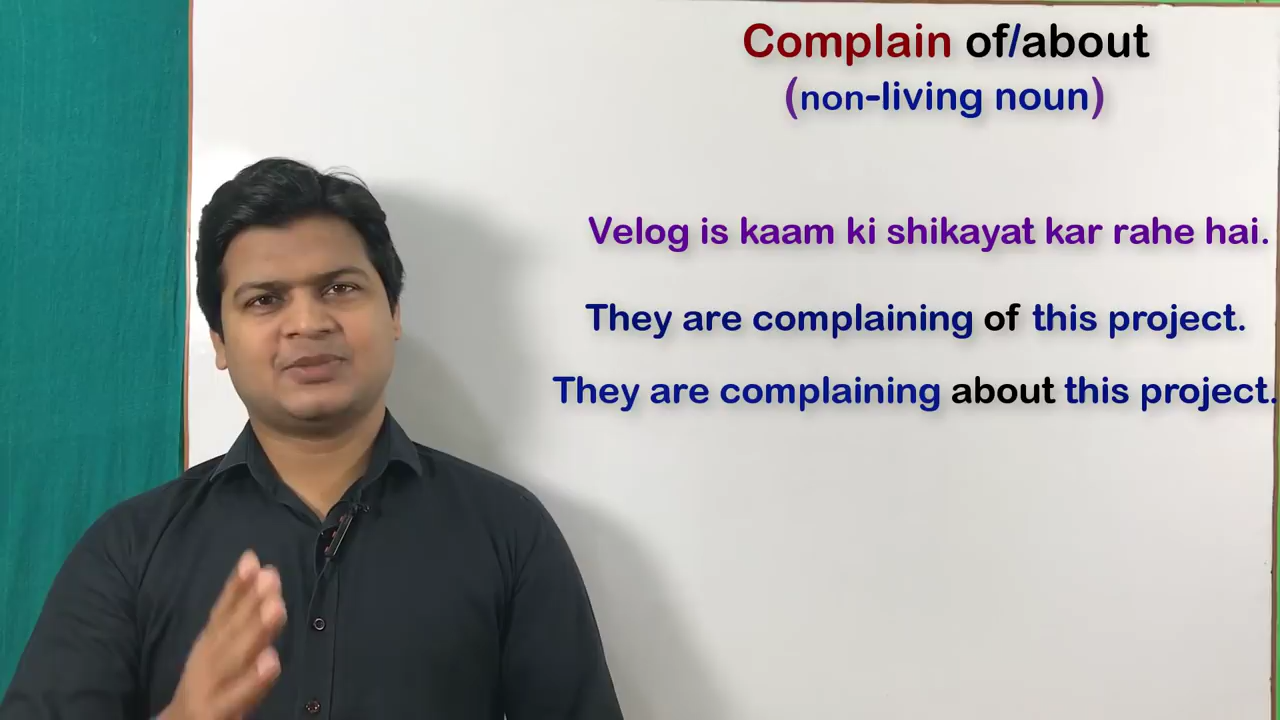 Complain of/about
(non-living noun)
Velog is kaam ki shikayat kar rahe hai.
They are complaining of this project.
They are complaining about this project.